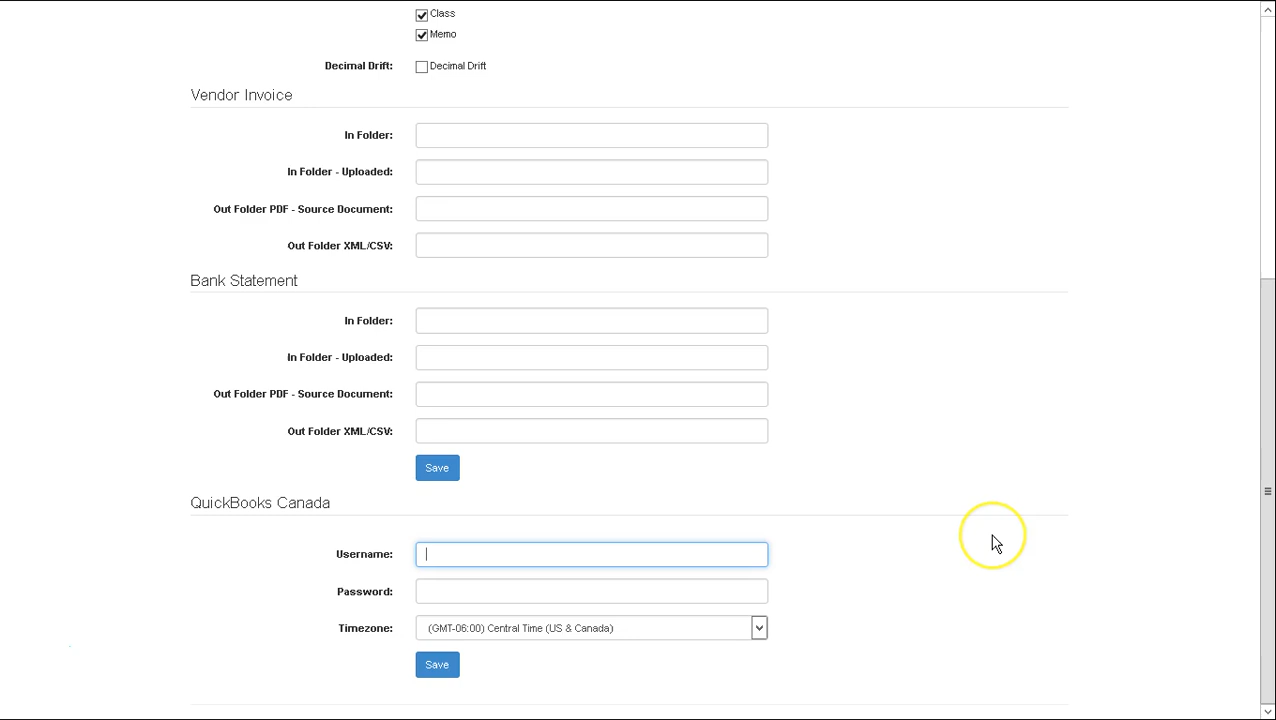 Class
Memo
Decimal Drift: Decimal Drift
Vendor Invoice
In Folder:
In Folder - Uploaded:
Out Folder PDF - Source Document:
Out Folder XML/CSV:
Bank Statement
In Folder:
In Folder - Uploaded:
Out Folder PDF - Source Document:
Out Folder XML/CSV:
Save
QuickBooks Canada
Username:
Password:
Timezone: (GMT-06:00) Central Time (US & Canada)
Save